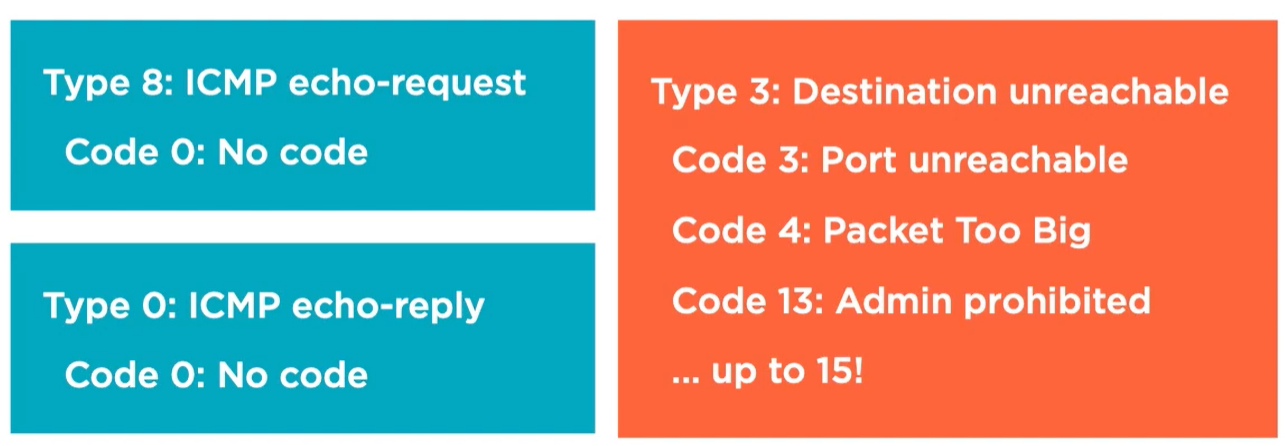 Type 8: ICMP echo-request
Code 0: No code
Type 0: ICMP echo-reply
Code 0: No code
Type 3: Destination unreachable
Code 3: Port unreachable
Code 4: Packet Too Big
Code 13: Admin prohibited
... up to 15!